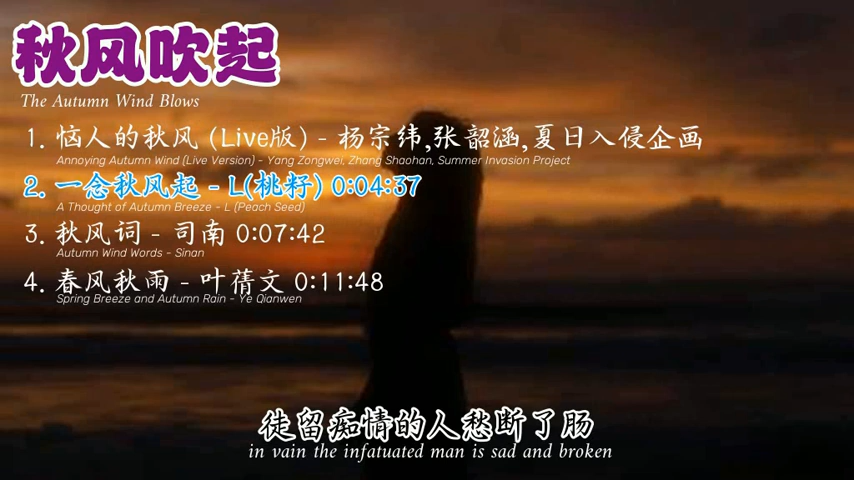 秋风吹起
The Autumn Wind Blows
1. 恼人的秋风 (Live版) - 杨宗纬,张韶涵,夏日入侵企画
Annoying Autumn Wind (Live Version) - Yang Zongwei, Zhang Shaohan, Summer Invasion Project
2. 一念秋风起 - L(桃籽) 0:04:37
A Thought of Autumn Breeze - L (Peach Seed)
3. 秋风词 - 司南 0:07:42
Autumn Wind Words - Sinan
4. 春风秋雨 - 叶蒨文 0:11:48
Spring Breeze and Autumn Rain - Ye Qianwen
徒留痴情的人愁断了肠
in vain the infatuated man is sad and broken